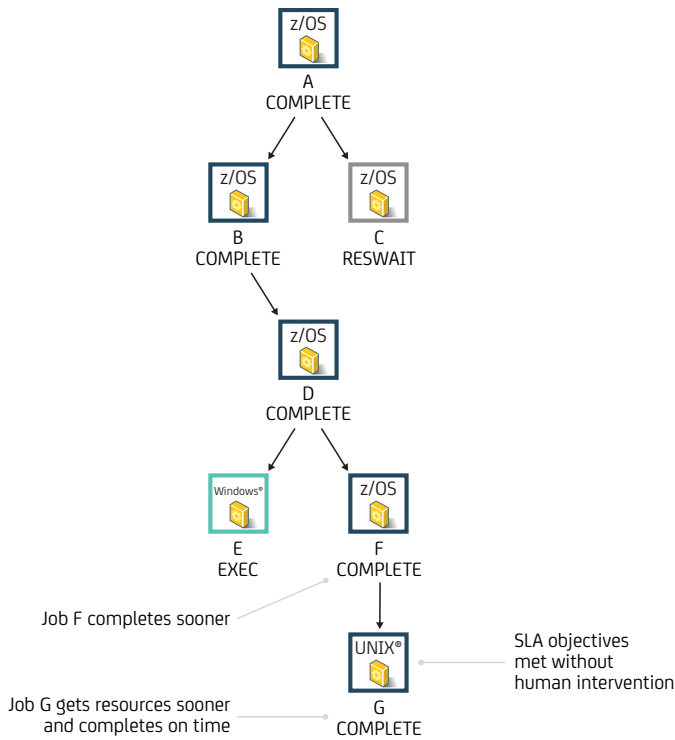 z/OS
A
COMPLETE
z/OS
B
COMPLETE
z/OS
C
RESWAIT
z/OS
D
COMPLETE
Windows®
E
EXEC
z/OS
F
COMPLETE
Job F completes sooner
UNIX®
G
COMPLETE
SLA objectives
met without
human intervention
Job G gets resources sooner
and completes on time